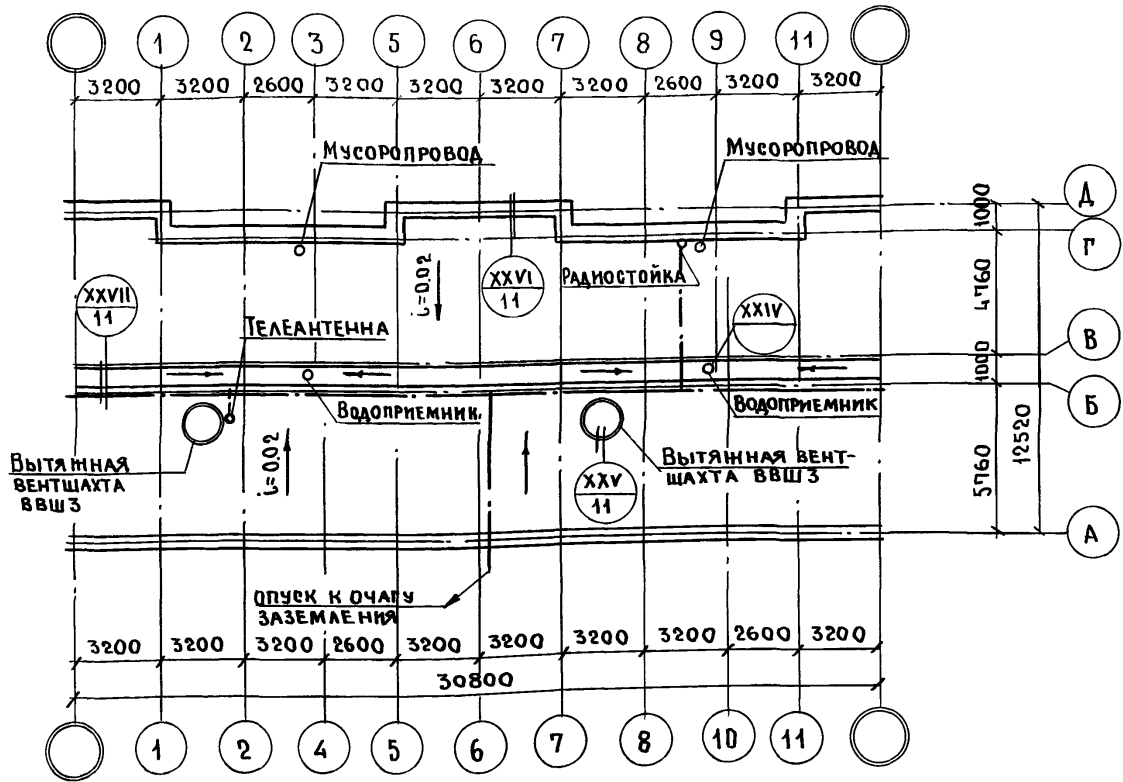 1 2 3 5 6 7 8 9 11
3200 3200 2600 3200 3200 3200 3200 2600 3200 3200
Мусоропровод
Мусоропровод
Д
1000
Г
Радиостойка
XXVI
11
i=0,02
4760
XXVII
11
XXIV
Телеантенна
В
1000
Б
Водоприемник
Водоприемник
12520
Вытяжная
вентшахта
ВВШ3
i=0,02
Вытяжная вент-
шахта ВВШ3
XXV
11
5760
А
опуск к очагу
заземления
3200 3200 3200 2600 3200 3200 3200 3200 2600 3200
30800
1 2 4 5 6 7 8 10 11